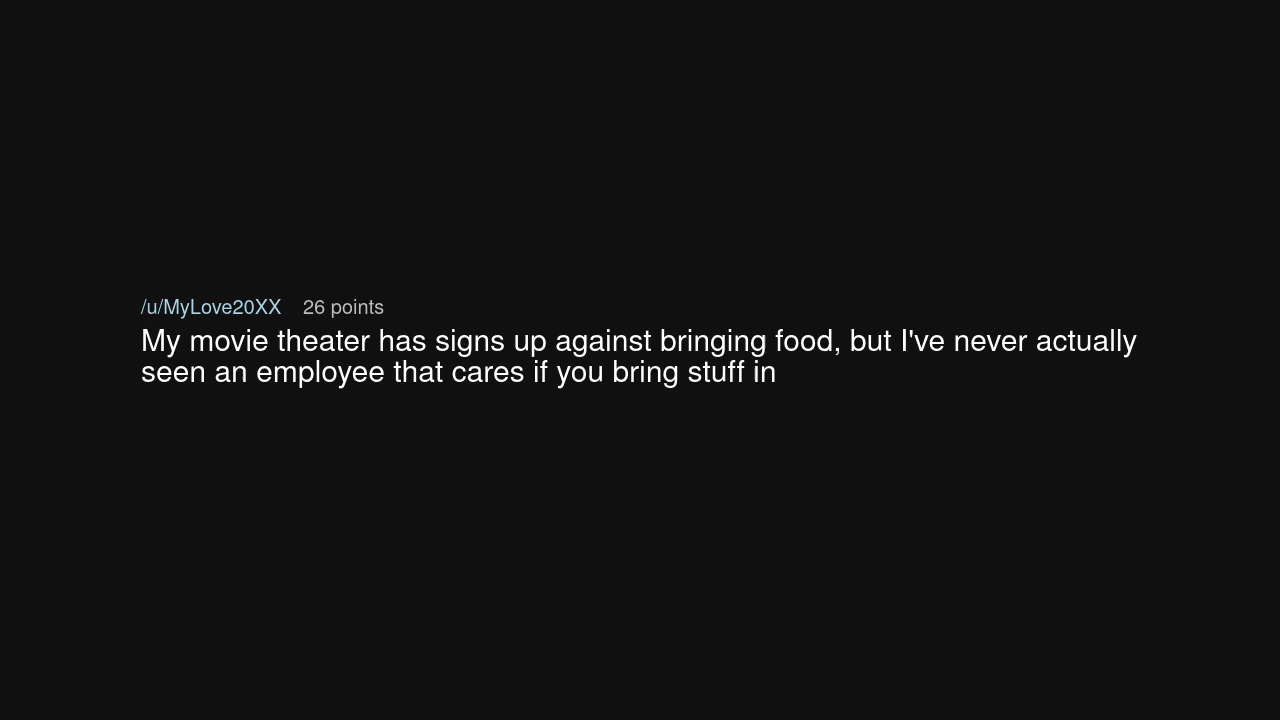 /u/MyLove20XX 26 points
My movie theater has signs up against bringing food, but I've never actually
seen an employee that cares if you bring stuff in